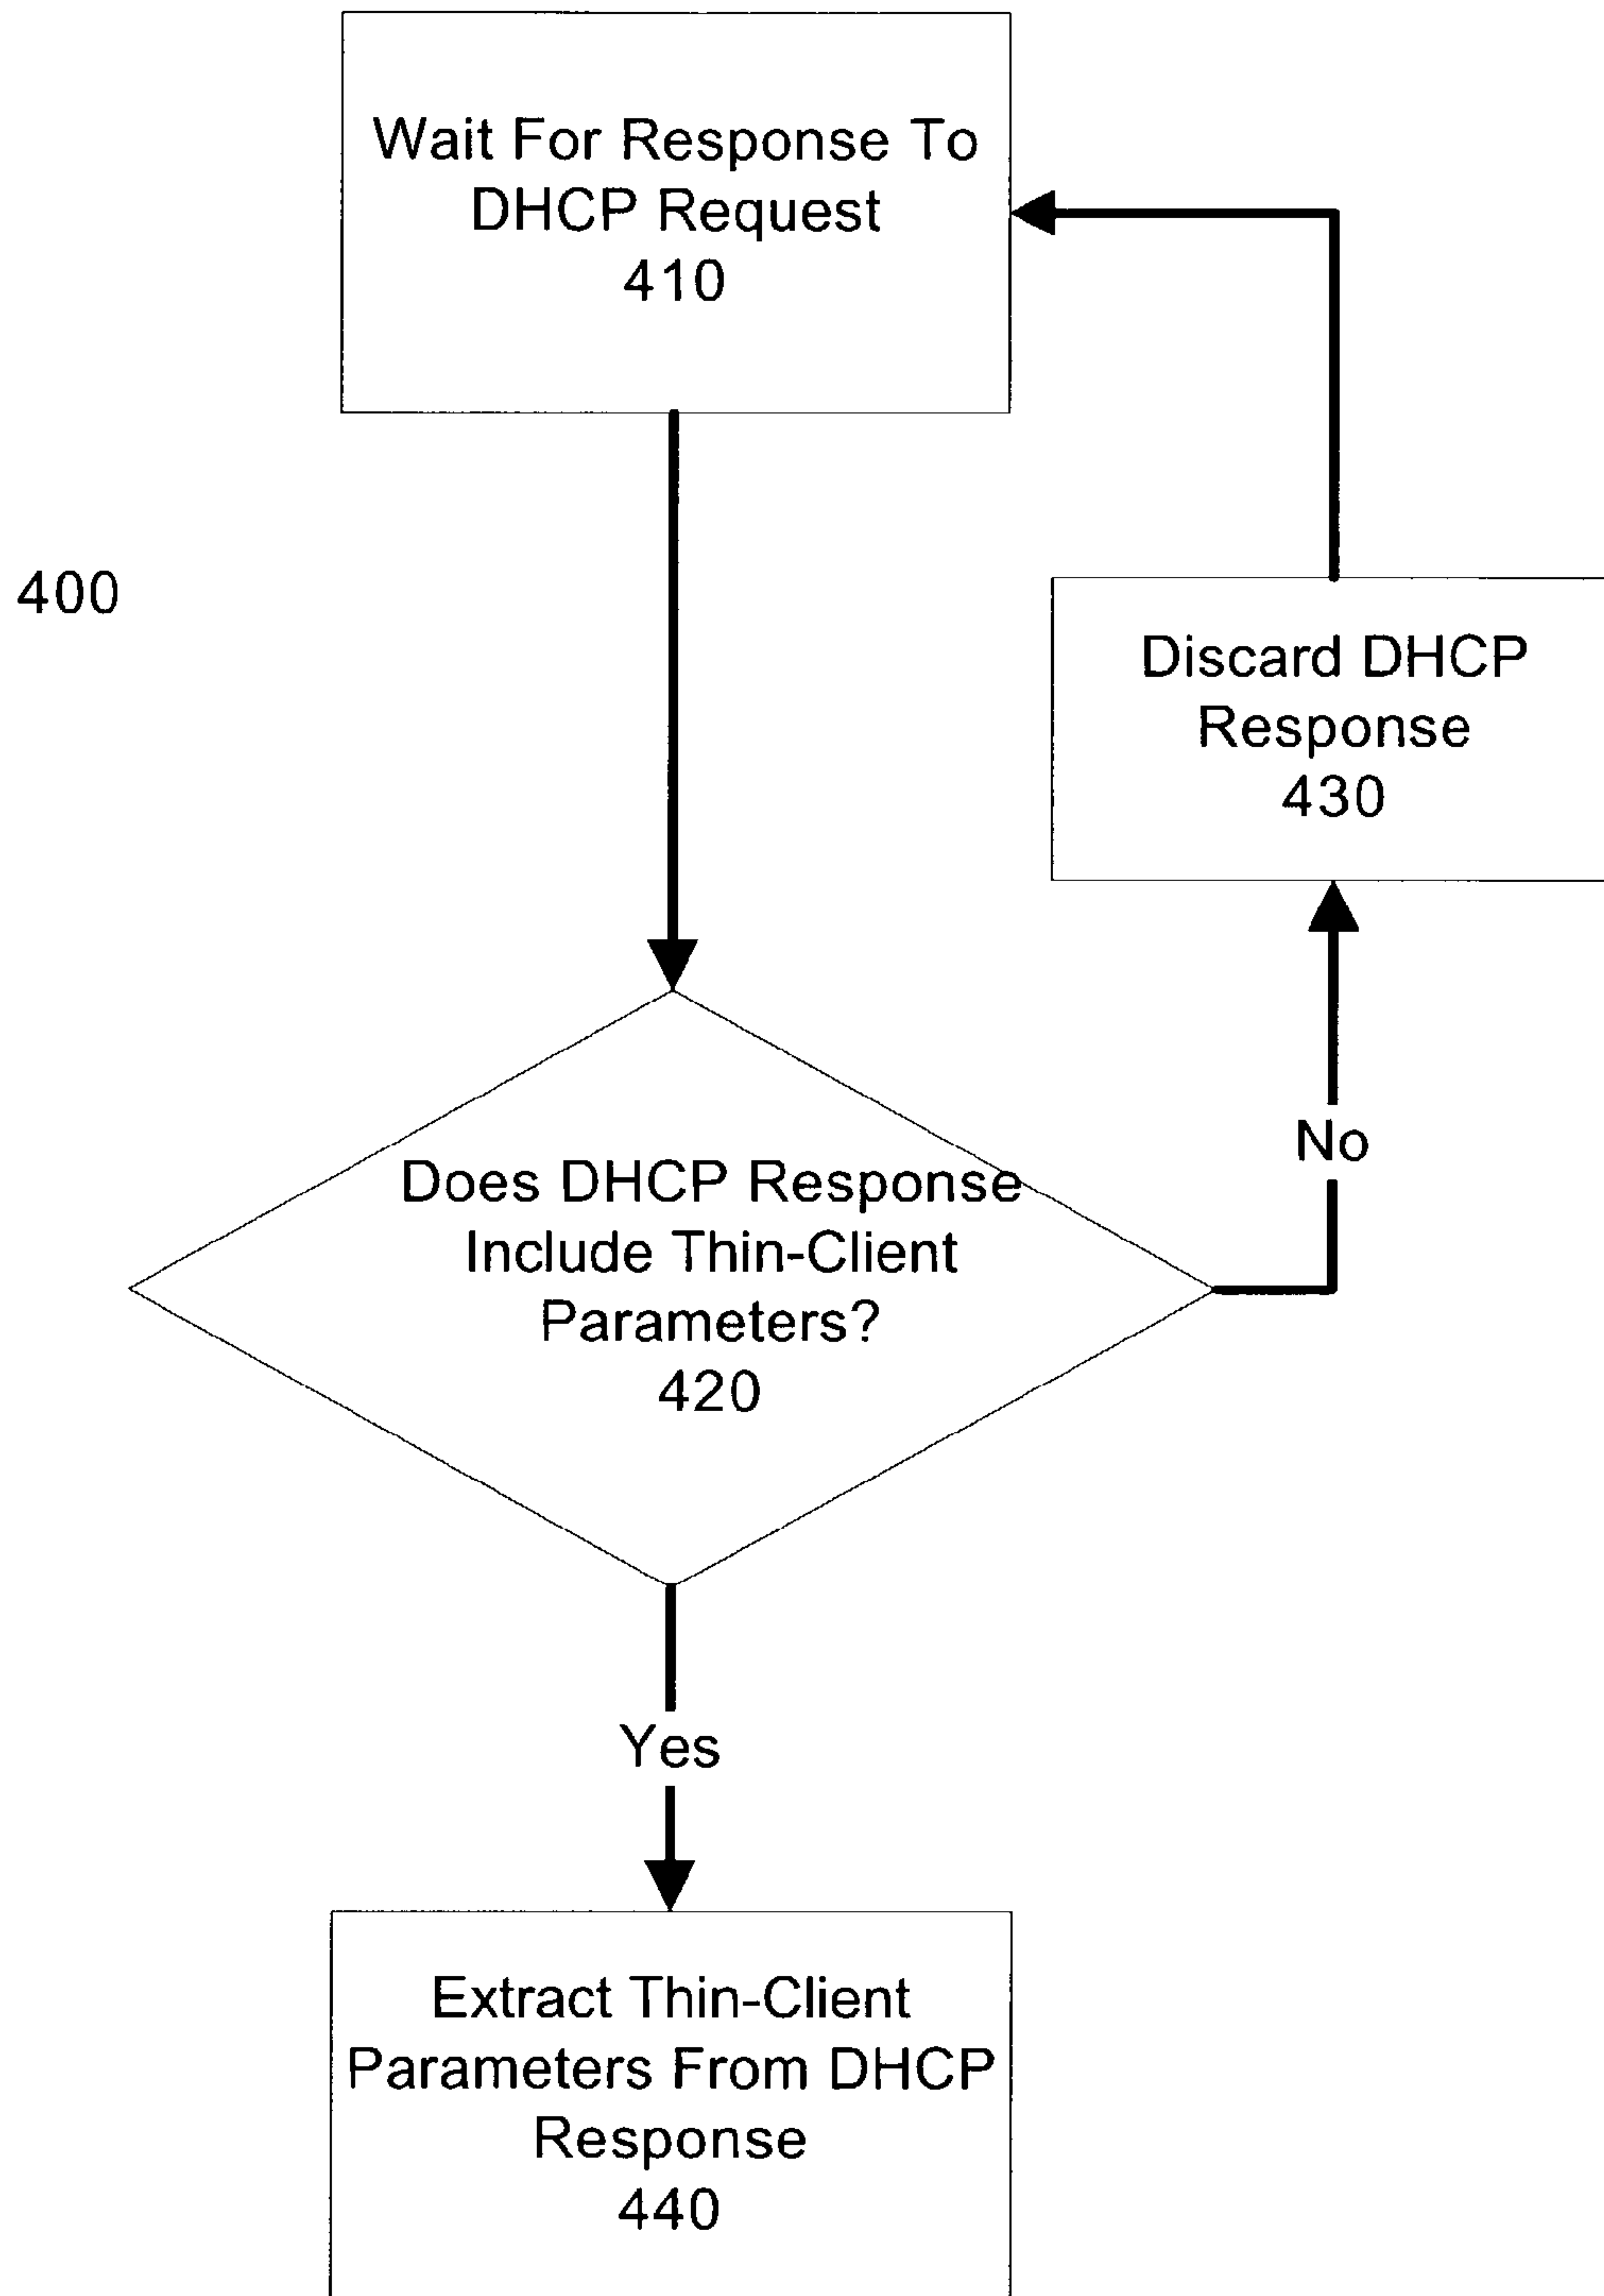 Wait For Response To
DHCP Request
410
400
Discard DHCP
Response
430
No
Does DHCP Response
Include Thin-Client
Parameters?
420
Yes
Extract Thin-Client
Parameters From DHCP
Response
440